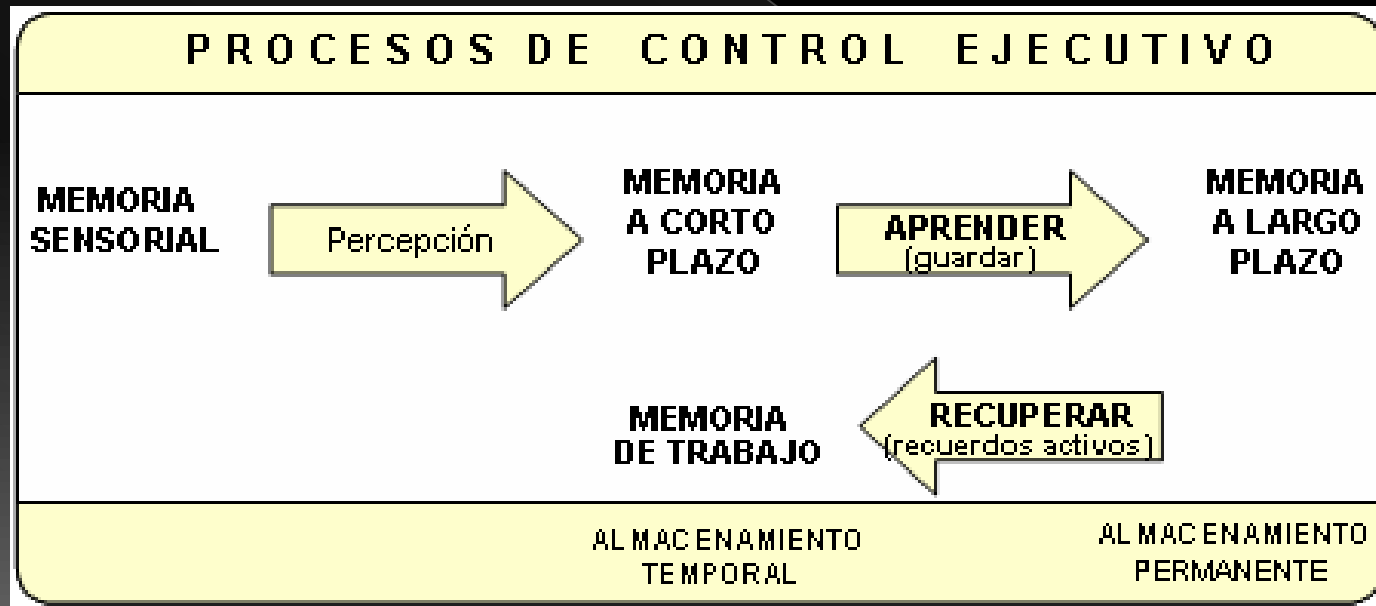 PROCESOS DE CONTROL EJECUTIVO
MEMORIA
SENSORIAL
Percepción
MEMORIA
A CORTO
PLAZO
APRENDER
(guardar)
MEMORIA
A LARGO
PLAZO
MEMORIA
DE TRABAJO
RECUPERAR
(recuerdos activos)
ALMACENAMIENTO
TEMPORAL
ALMACENAMIENTO
PERMANENTE